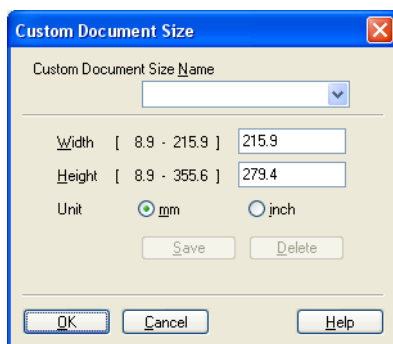 Custom Document Size
Custom Document Size Name
Width [ 8.9 - 215.9 ] 215.9
Height [ 8.9 - 355.6 ] 279.4
Unit mm inch
Save Delete
OK Cancel Help